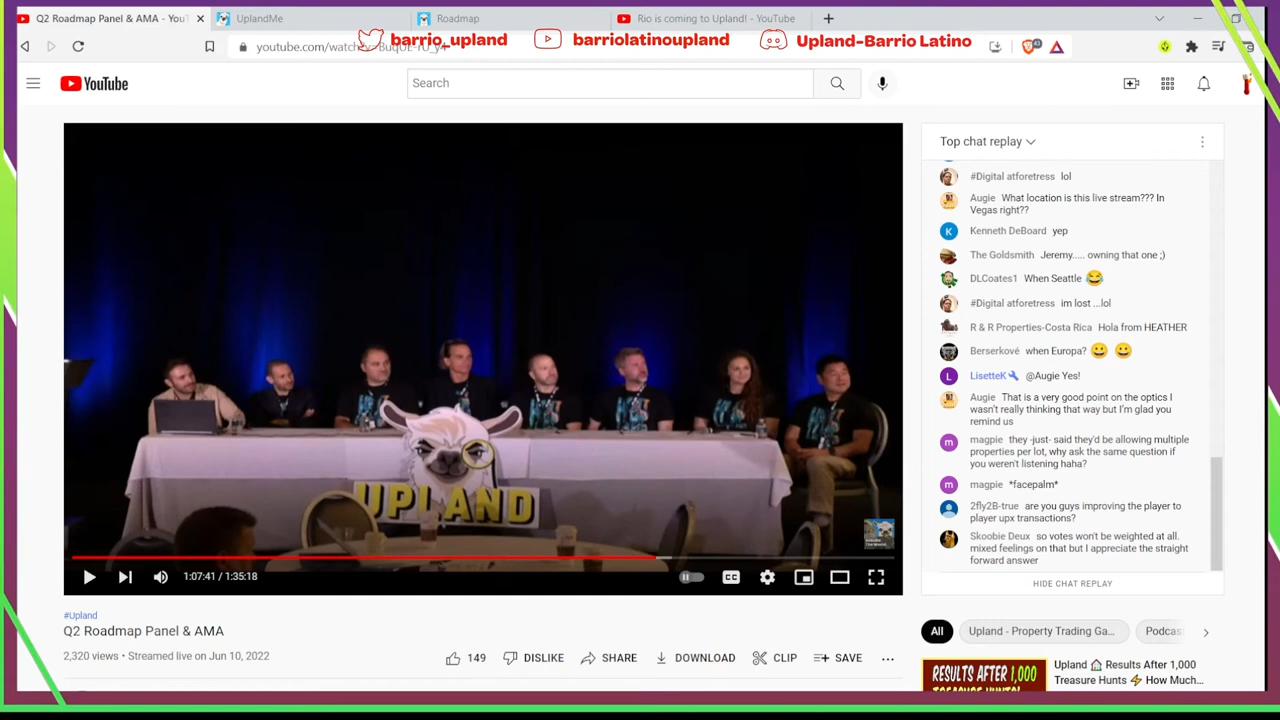 Q2 Roadmap Panel & AMA - YouT
UplandMe
Roadmap
Rio is coming to Upland! - YouTube
barrio_upland
barriolatinoupland
Upland-Barrio Latino
YouTube
Search
Top chat replay
#Digital atforetress lol
Augie What location is this live stream??? In
Vegas right??
K Kenneth DeBoard yep
The Goldsmith Jeremy..... owning that one ;)
DLCoates1 When Seattle 😂
#Digital atforetress im lost ...lol
R & R Properties-Costa Rica Hola from HEATHER
Berserkové when Europa? 😀 😀
L LisetteK @Augie Yes!
Augie That is a very good point on the optics I
wasn't really thinking that way but I'm glad you
remind us
m magpie they -just- said they'd be allowing multiple
properties per lot, why ask the same question if
you weren't listening haha?
m magpie *facepalm*
2fly2B-true are you guys improving the player to
player upx transactions?
Skoobie Deux so votes won't be weighted at all.
mixed feelings on that but I appreciate the straight
forward answer
HIDE CHAT REPLAY
UPLAND
1:07:41 / 1:35:18
CC
#Upland
Q2 Roadmap Panel & AMA
2,320 views • Streamed live on Jun 10, 2022
149
DISLIKE
SHARE
DOWNLOAD
CLIP
SAVE
All
Upland - Property Trading Ga...
Podcas
RESULTS AFTER 1,000
Upland 🏠 Results After 1,000
Treasure Hunts ⚡ How Much...